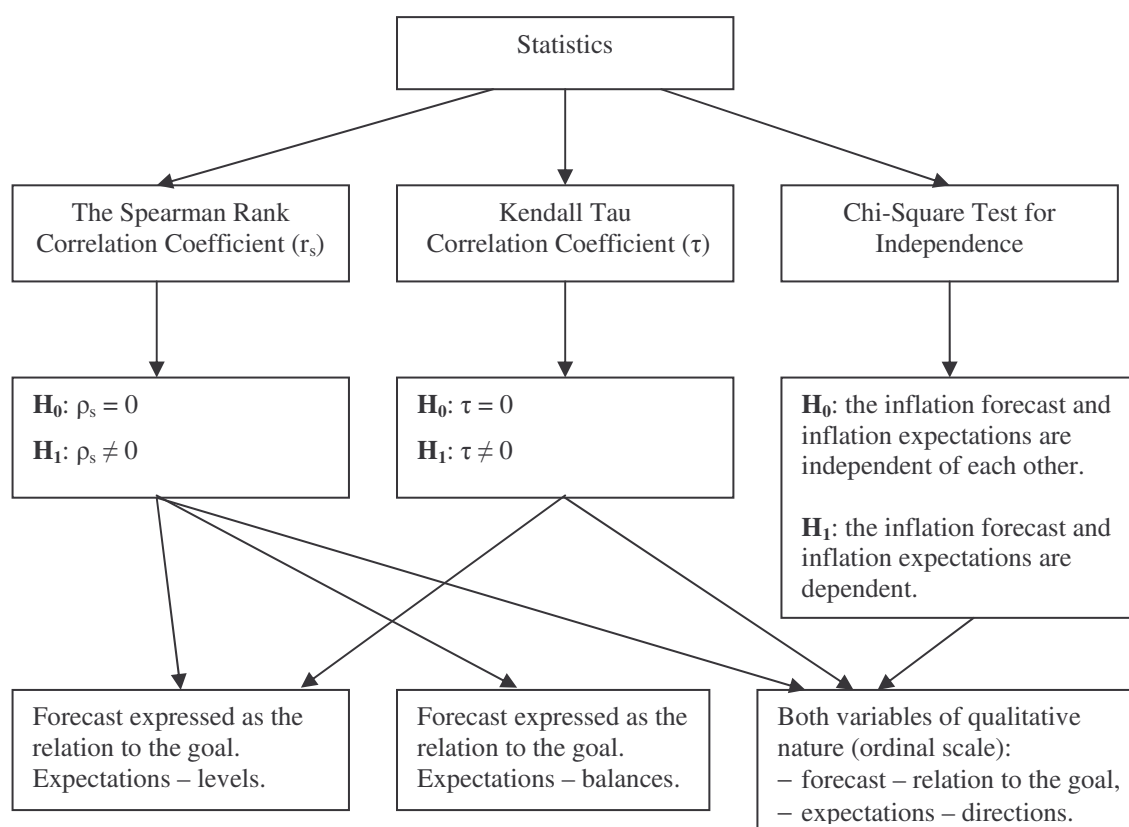 Statistics
The Spearman Rank
Correlation Coefficient (rₛ)
Kendall Tau
Correlation Coefficient (τ)
Chi-Square Test for
Independence
H₀: ρₛ = 0
H₁: ρₛ ≠ 0
H₀: τ = 0
H₁: τ ≠ 0
H₀: the inflation forecast and
inflation expectations are
independent of each other.
H₁: the inflation forecast and
inflation expectations are
dependent.
Forecast expressed as the
relation to the goal.
Expectations – levels.
Forecast expressed as the
relation to the goal.
Expectations – balances.
Both variables of qualitative
nature (ordinal scale):
− forecast – relation to the goal,
− expectations – directions.